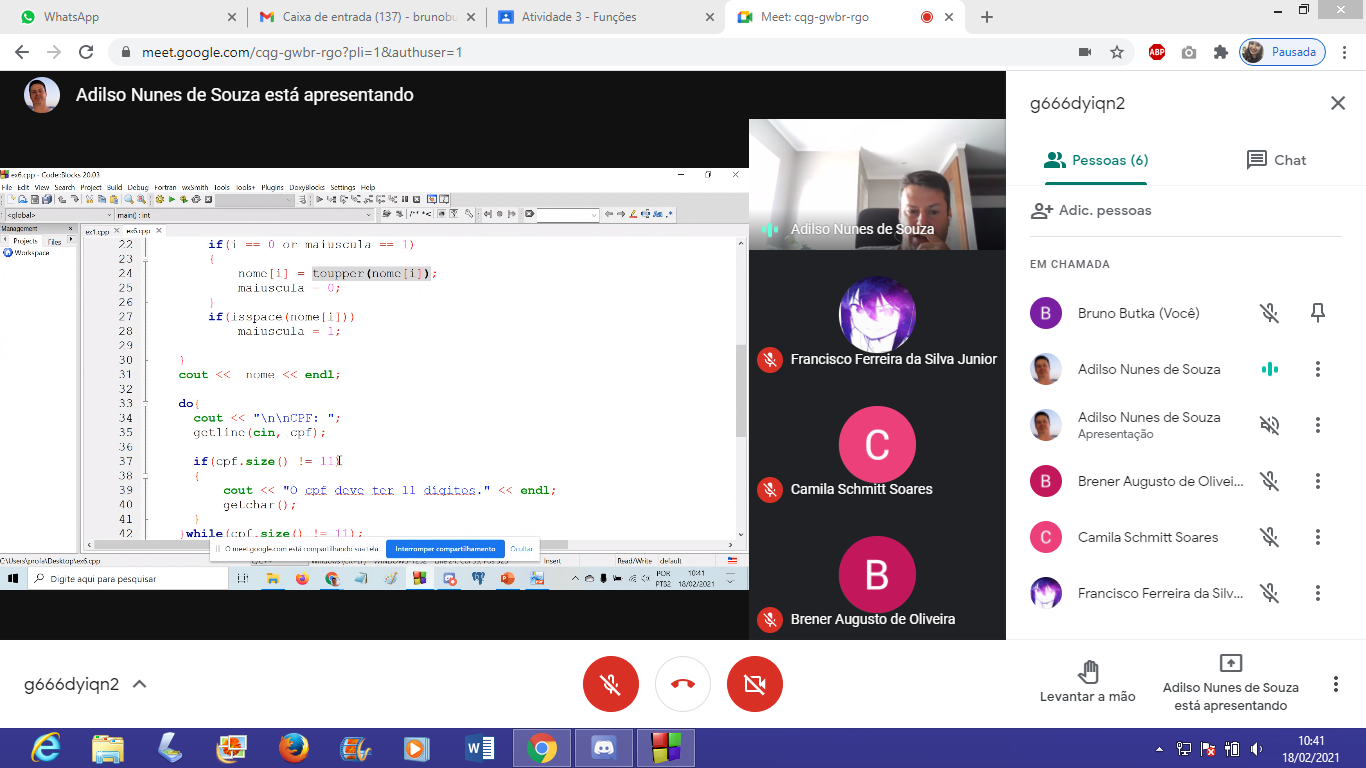 WhatsApp
Caixa de entrada (137) - brunobu
Atividade 3 - Funções
Meet: cqg-gwbr-rgo
meet.google.com/cqg-gwbr-rgo?pli=1&authuser=1
ABP
Pausada
Adilso Nunes de Souza está apresentando
ex6.cpp - Code::Blocks 20.03
File Edit View Search Project Build Debug Fortran wxSmith Tools Tools+ Plugins DoxyBlocks Settings Help
<global>
main() : int
Management
Projects Files
Workspace
ex1.cpp
ex6.cpp
22 if(i == 0 or maiuscula == 1)
23 {
24 nome[i] = toupper(nome[i]);
25 maiuscula = 0;
26 }
27 if(isspace(nome[i]))
28 maiuscula = 1;
29
30 }
31 cout << nome << endl;
32
33 do{
34 cout << "\n\nCPF: ";
35 getline(cin, cpf);
36
37 if(cpf.size() != 11)
38 {
39 cout << "O cpf deve ter 11 digitos." << endl;
40 getchar();
41 }
42 }while(cpf.size() != 11);
O meet.google.com está compartilhando sua tela.
Interromper compartilhamento
Ocultar
C:\Users\profa\Desktop\ex6.cpp
Insert
Read/Write
default
Digite aqui para pesquisar
POR
PTB2
10:41
18/02/2021
Adilso Nunes de Souza
Francisco Ferreira da Silva Junior
C
Camila Schmitt Soares
B
Brener Augusto de Oliveira
g666dyiqn2
Pessoas (6)
Chat
Adic. pessoas
EM CHAMADA
B
Bruno Butka (Você)
Adilso Nunes de Souza
Adilso Nunes de Souza
Apresentação
B
Brener Augusto de Olivei...
C
Camila Schmitt Soares
Francisco Ferreira da Silv...
g666dyiqn2
Levantar a mão
Adilso Nunes de Souza
está apresentando
10:41
18/02/2021